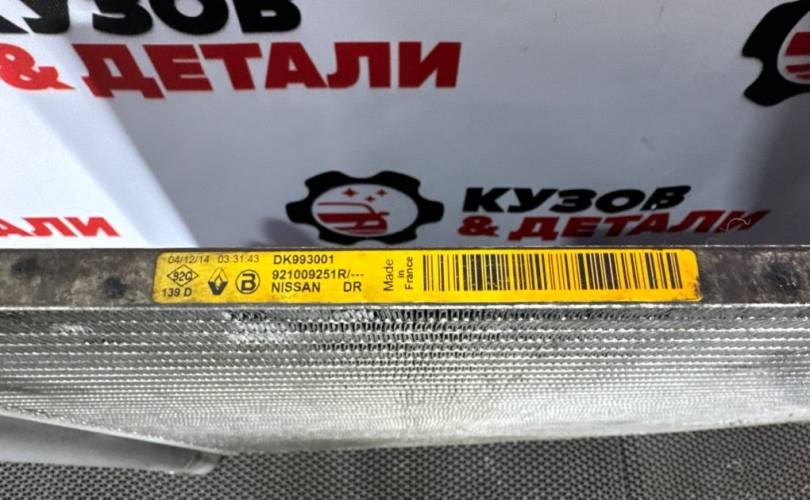 КУЗОВ
& ДЕТАЛИ
КУЗОВ
& ДЕТАЛИ
АЛИ
04/12/14 03:31:43
DK993001
92Q
139 D
B
921009251R/---
NISSAN DR
Made
in
France